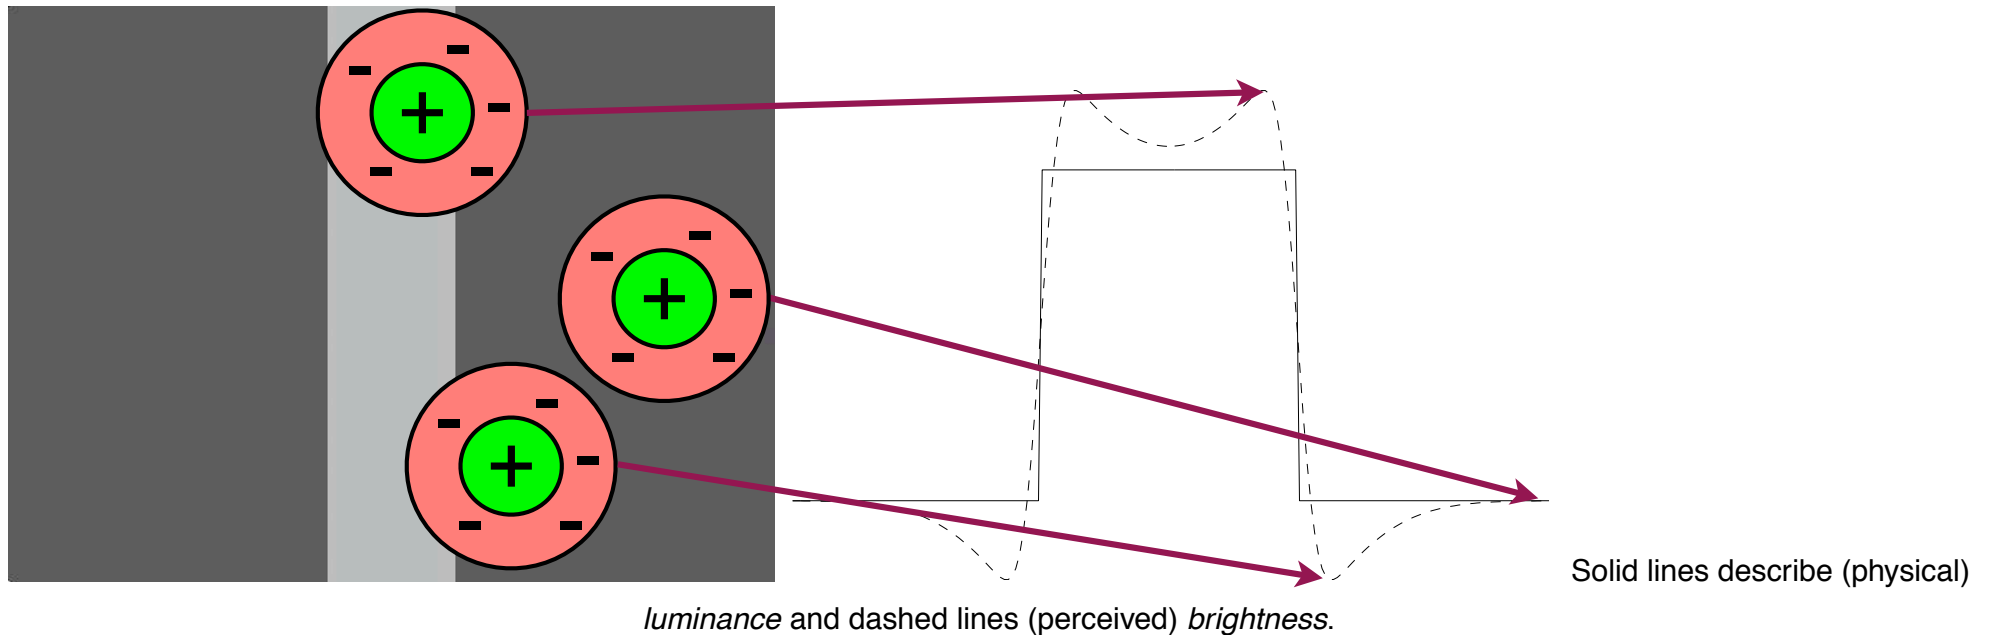 Solid lines describe (physical)
luminance and dashed lines (perceived) brightness.